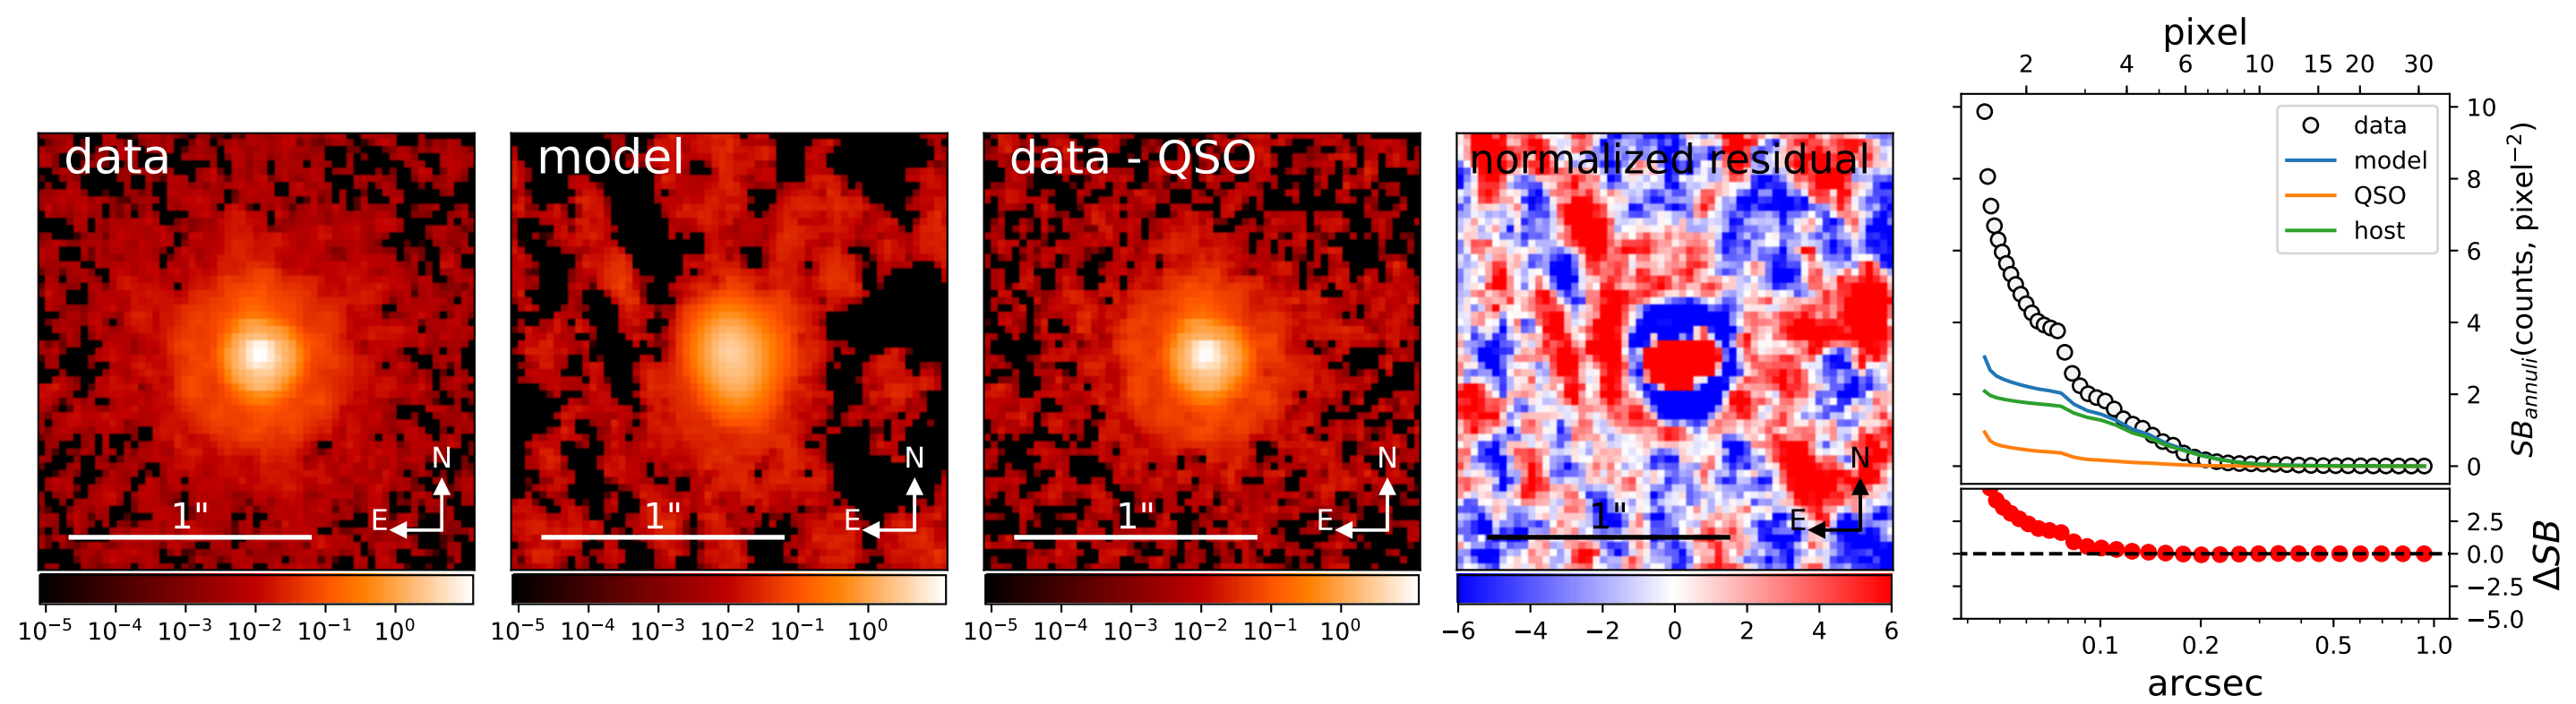 data
N
E
1"
10⁻⁵ 10⁻⁴ 10⁻³ 10⁻² 10⁻¹ 10⁰
model
N
E
1"
10⁻⁵ 10⁻⁴ 10⁻³ 10⁻² 10⁻¹ 10⁰
data - QSO
N
E
1"
10⁻⁵ 10⁻⁴ 10⁻³ 10⁻² 10⁻¹ 10⁰
normalized residual
N
E
1"
−6 −4 −2 0 2 4 6
pixel
2 4 6 10 15 20 30
data
model
QSO
host
10
8
6
4
2
0
SB_annuli(counts, pixel⁻²)
2.5
0.0
−2.5
−5.0
ΔSB
0.1 0.2 0.5 1.0
arcsec